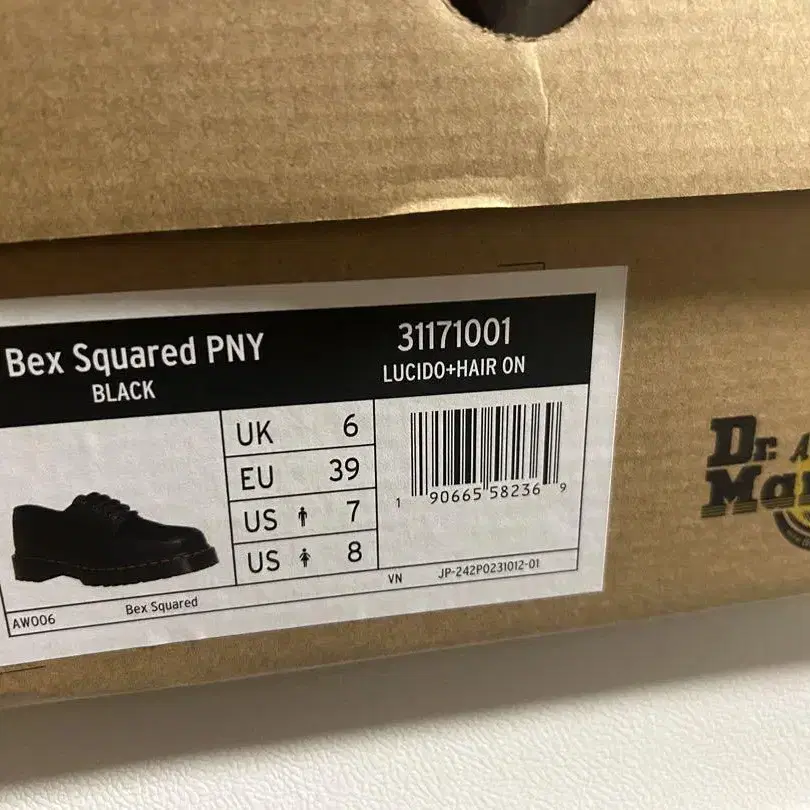 Bex Squared PNY
BLACK
31171001
LUCIDO+HAIR ON
UK 6
EU 39
US 7
US 8
1 90665 58236 9
VN JP-242P0231012-01
AW006 Bex Squared
Dr.